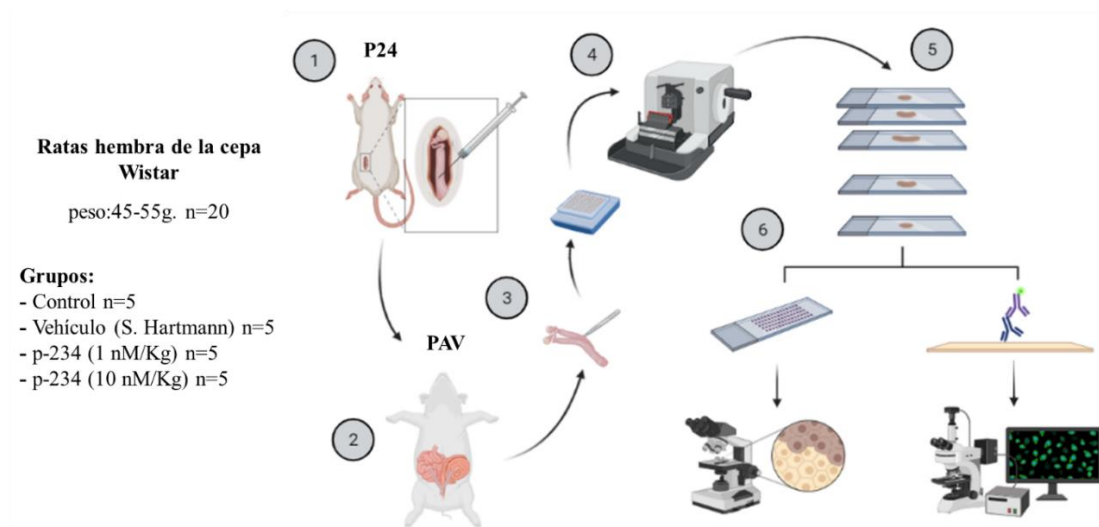 Ratas hembra de la cepa
Wistar
peso:45-55g. n=20
Grupos:
- Control n=5
- Vehículo (S. Hartmann) n=5
- p-234 (1 nM/Kg) n=5
- p-234 (10 nM/Kg) n=5
1
P24
2
PAV
3
4
5
6